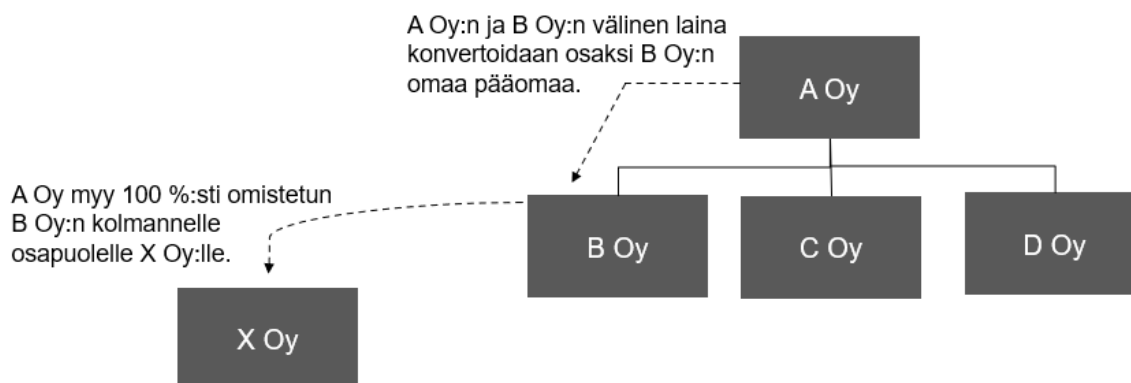 A Oy:n ja B Oy:n välinen laina
konvertoidaan osaksi B Oy:n
omaa pääomaa.
A Oy
A Oy myy 100 %:sti omistetun
B Oy:n kolmannelle
osapuolelle X Oy:lle.
B Oy
C Oy
D Oy
X Oy